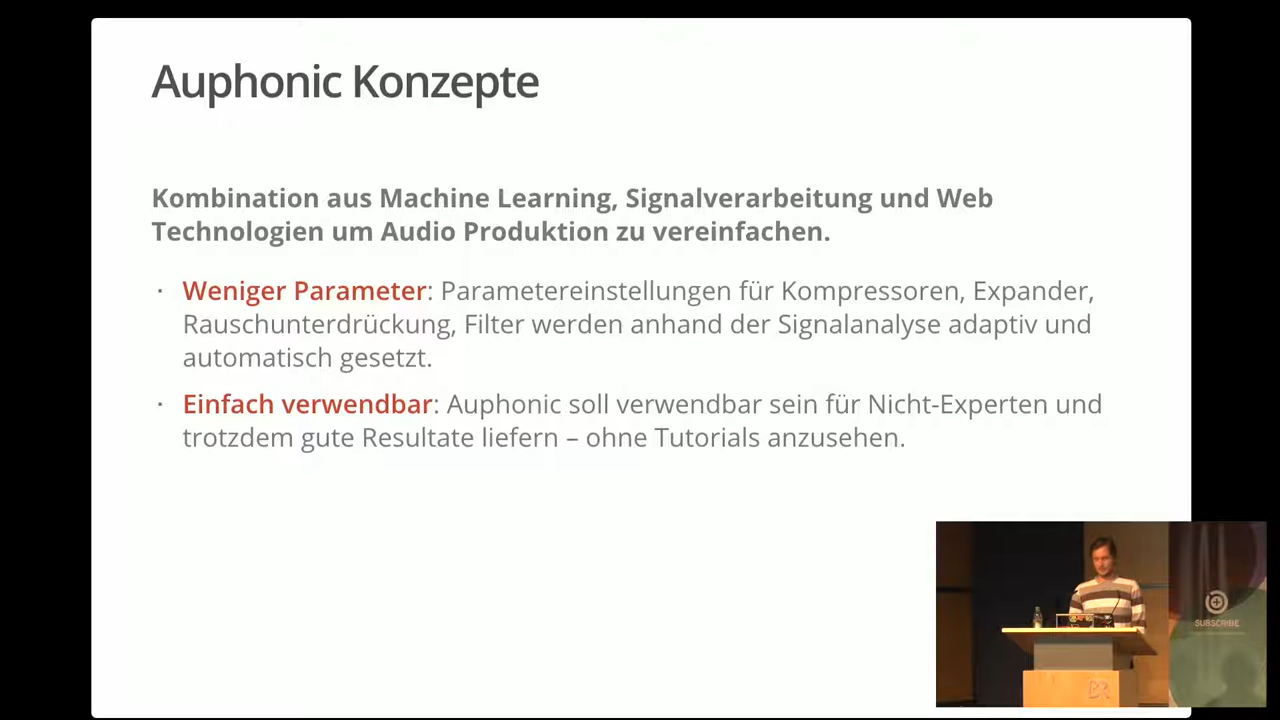 Auphonic Konzepte
Kombination aus Machine Learning, Signalverarbeitung und Web
Technologien um Audio Produktion zu vereinfachen.
· Weniger Parameter: Parametereinstellungen für Kompressoren, Expander,
Rauschunterdrückung, Filter werden anhand der Signalanalyse adaptiv und
automatisch gesetzt.
· Einfach verwendbar: Auphonic soll verwendbar sein für Nicht-Experten und
trotzdem gute Resultate liefern – ohne Tutorials anzusehen.
SUBSCRIBE
BR